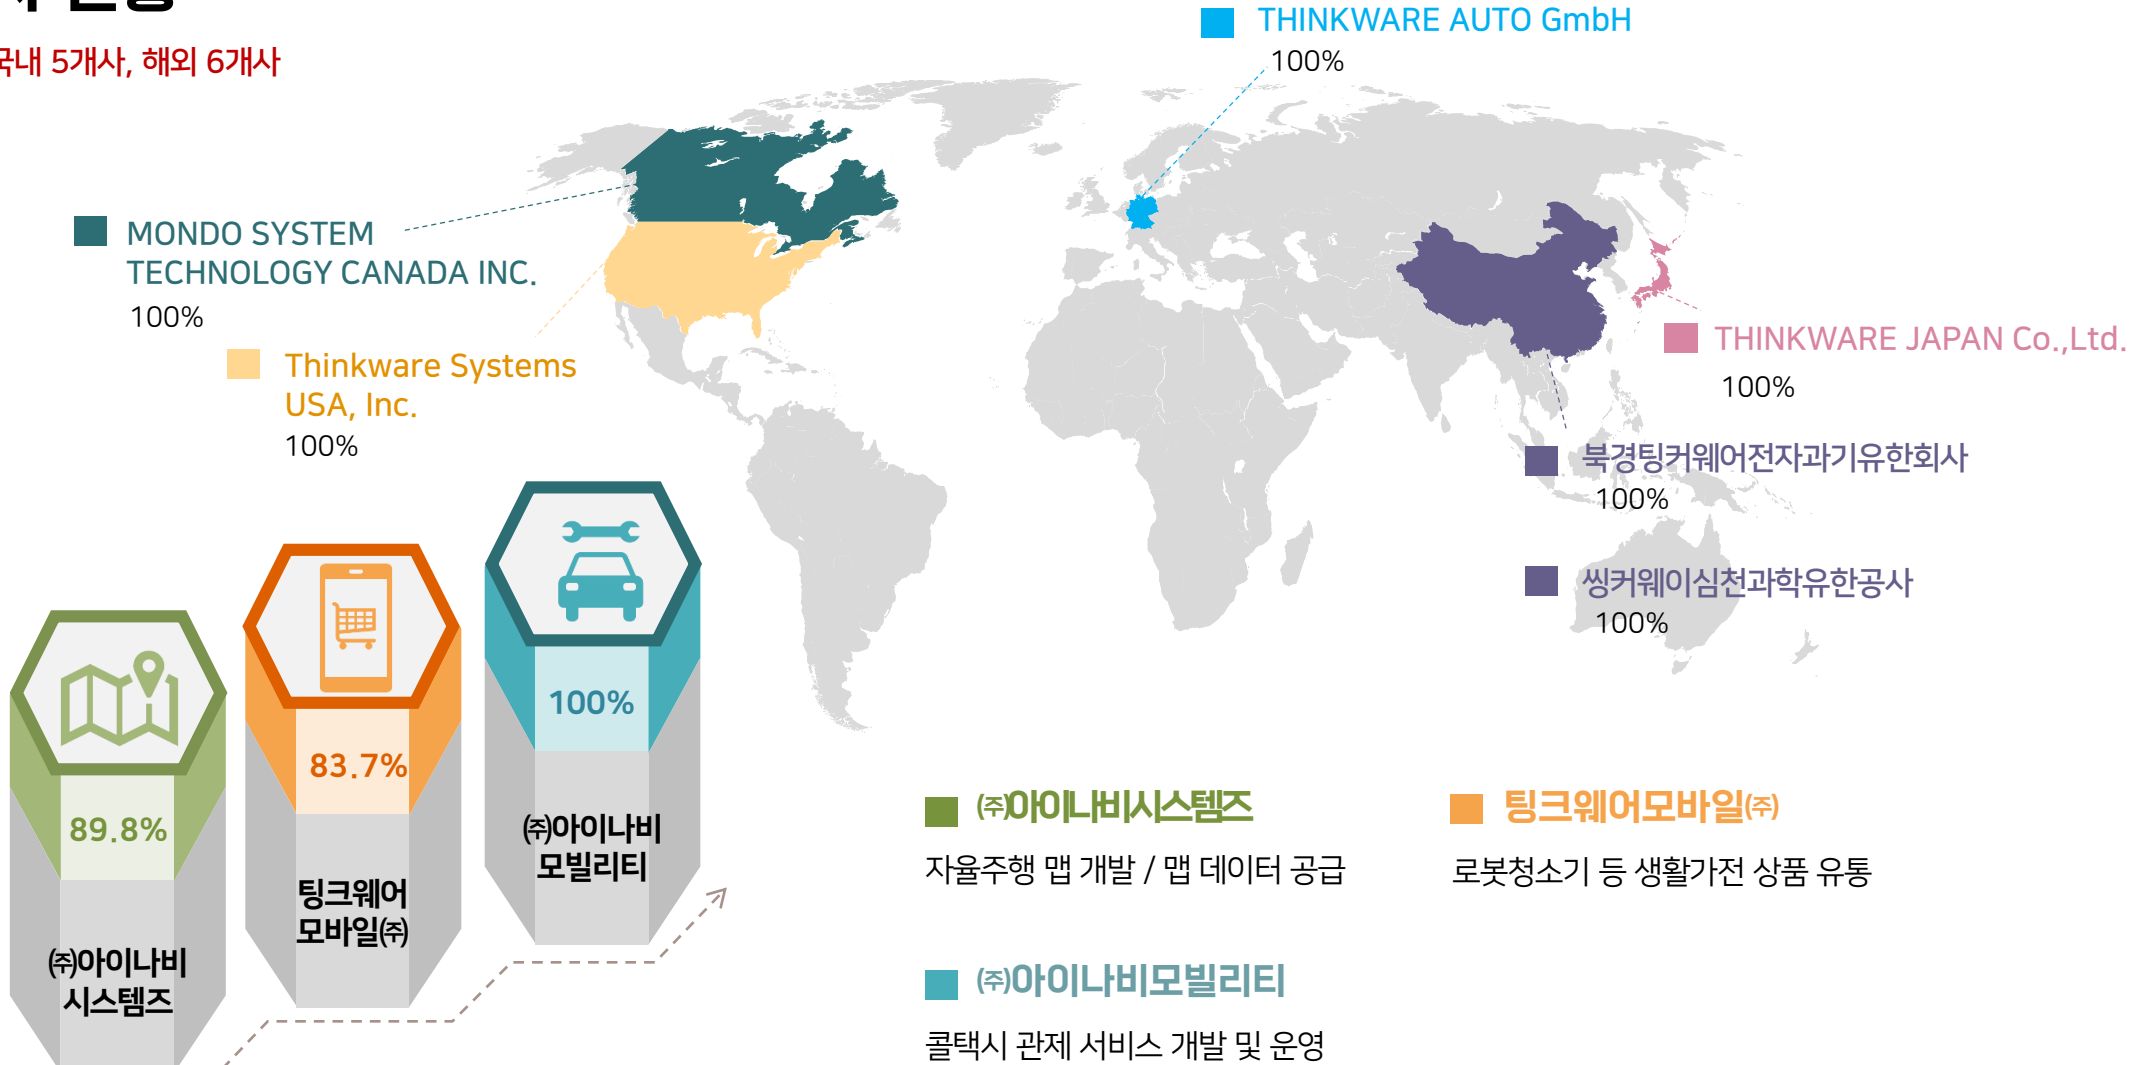 국내 5개사, 해외 6개사
THINKWARE AUTO GmbH
100%
MONDO SYSTEM
TECHNOLOGY CANADA INC.
100%
Thinkware Systems
USA, Inc.
100%
THINKWARE JAPAN Co.,Ltd.
100%
북경팅커웨어전자과기유한회사
100%
씽커웨이심천과학유한공사
100%
89.8%
㈜아이나비
시스템즈
83.7%
팅크웨어
모바일㈜
100%
㈜아이나비
모빌리티
㈜아이나비시스템즈
자율주행 맵 개발 / 맵 데이터 공급
팅크웨어모바일㈜
로봇청소기 등 생활가전 상품 유통
㈜아이나비모빌리티
콜택시 관제 서비스 개발 및 운영